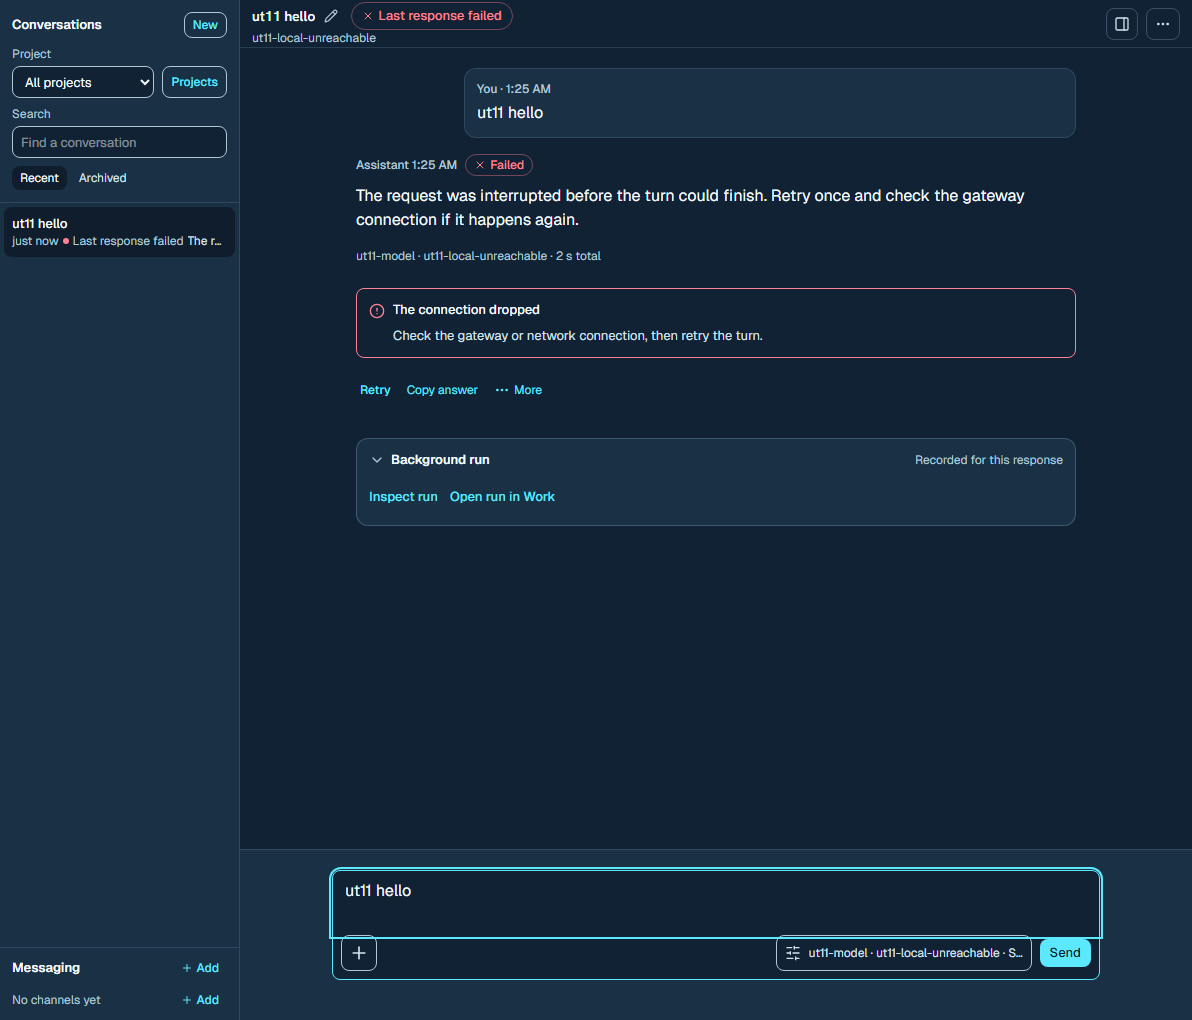 Conversations
New
Project
All projects
Projects
Search
Find a conversation
Recent
Archived
ut11 hello
just now Last response failed The r...
Messaging
+ Add
No channels yet
+ Add
ut11 hello
Last response failed
ut11-local-unreachable
You · 1:25 AM
ut11 hello
Assistant 1:25 AM
Failed
The request was interrupted before the turn could finish. Retry once and check the gateway
connection if it happens again.
ut11-model · ut11-local-unreachable · 2 s total
The connection dropped
Check the gateway or network connection, then retry the turn.
Retry
Copy answer
More
Background run
Recorded for this response
Inspect run
Open run in Work
ut11 hello
ut11-model · ut11-local-unreachable · S...
Send